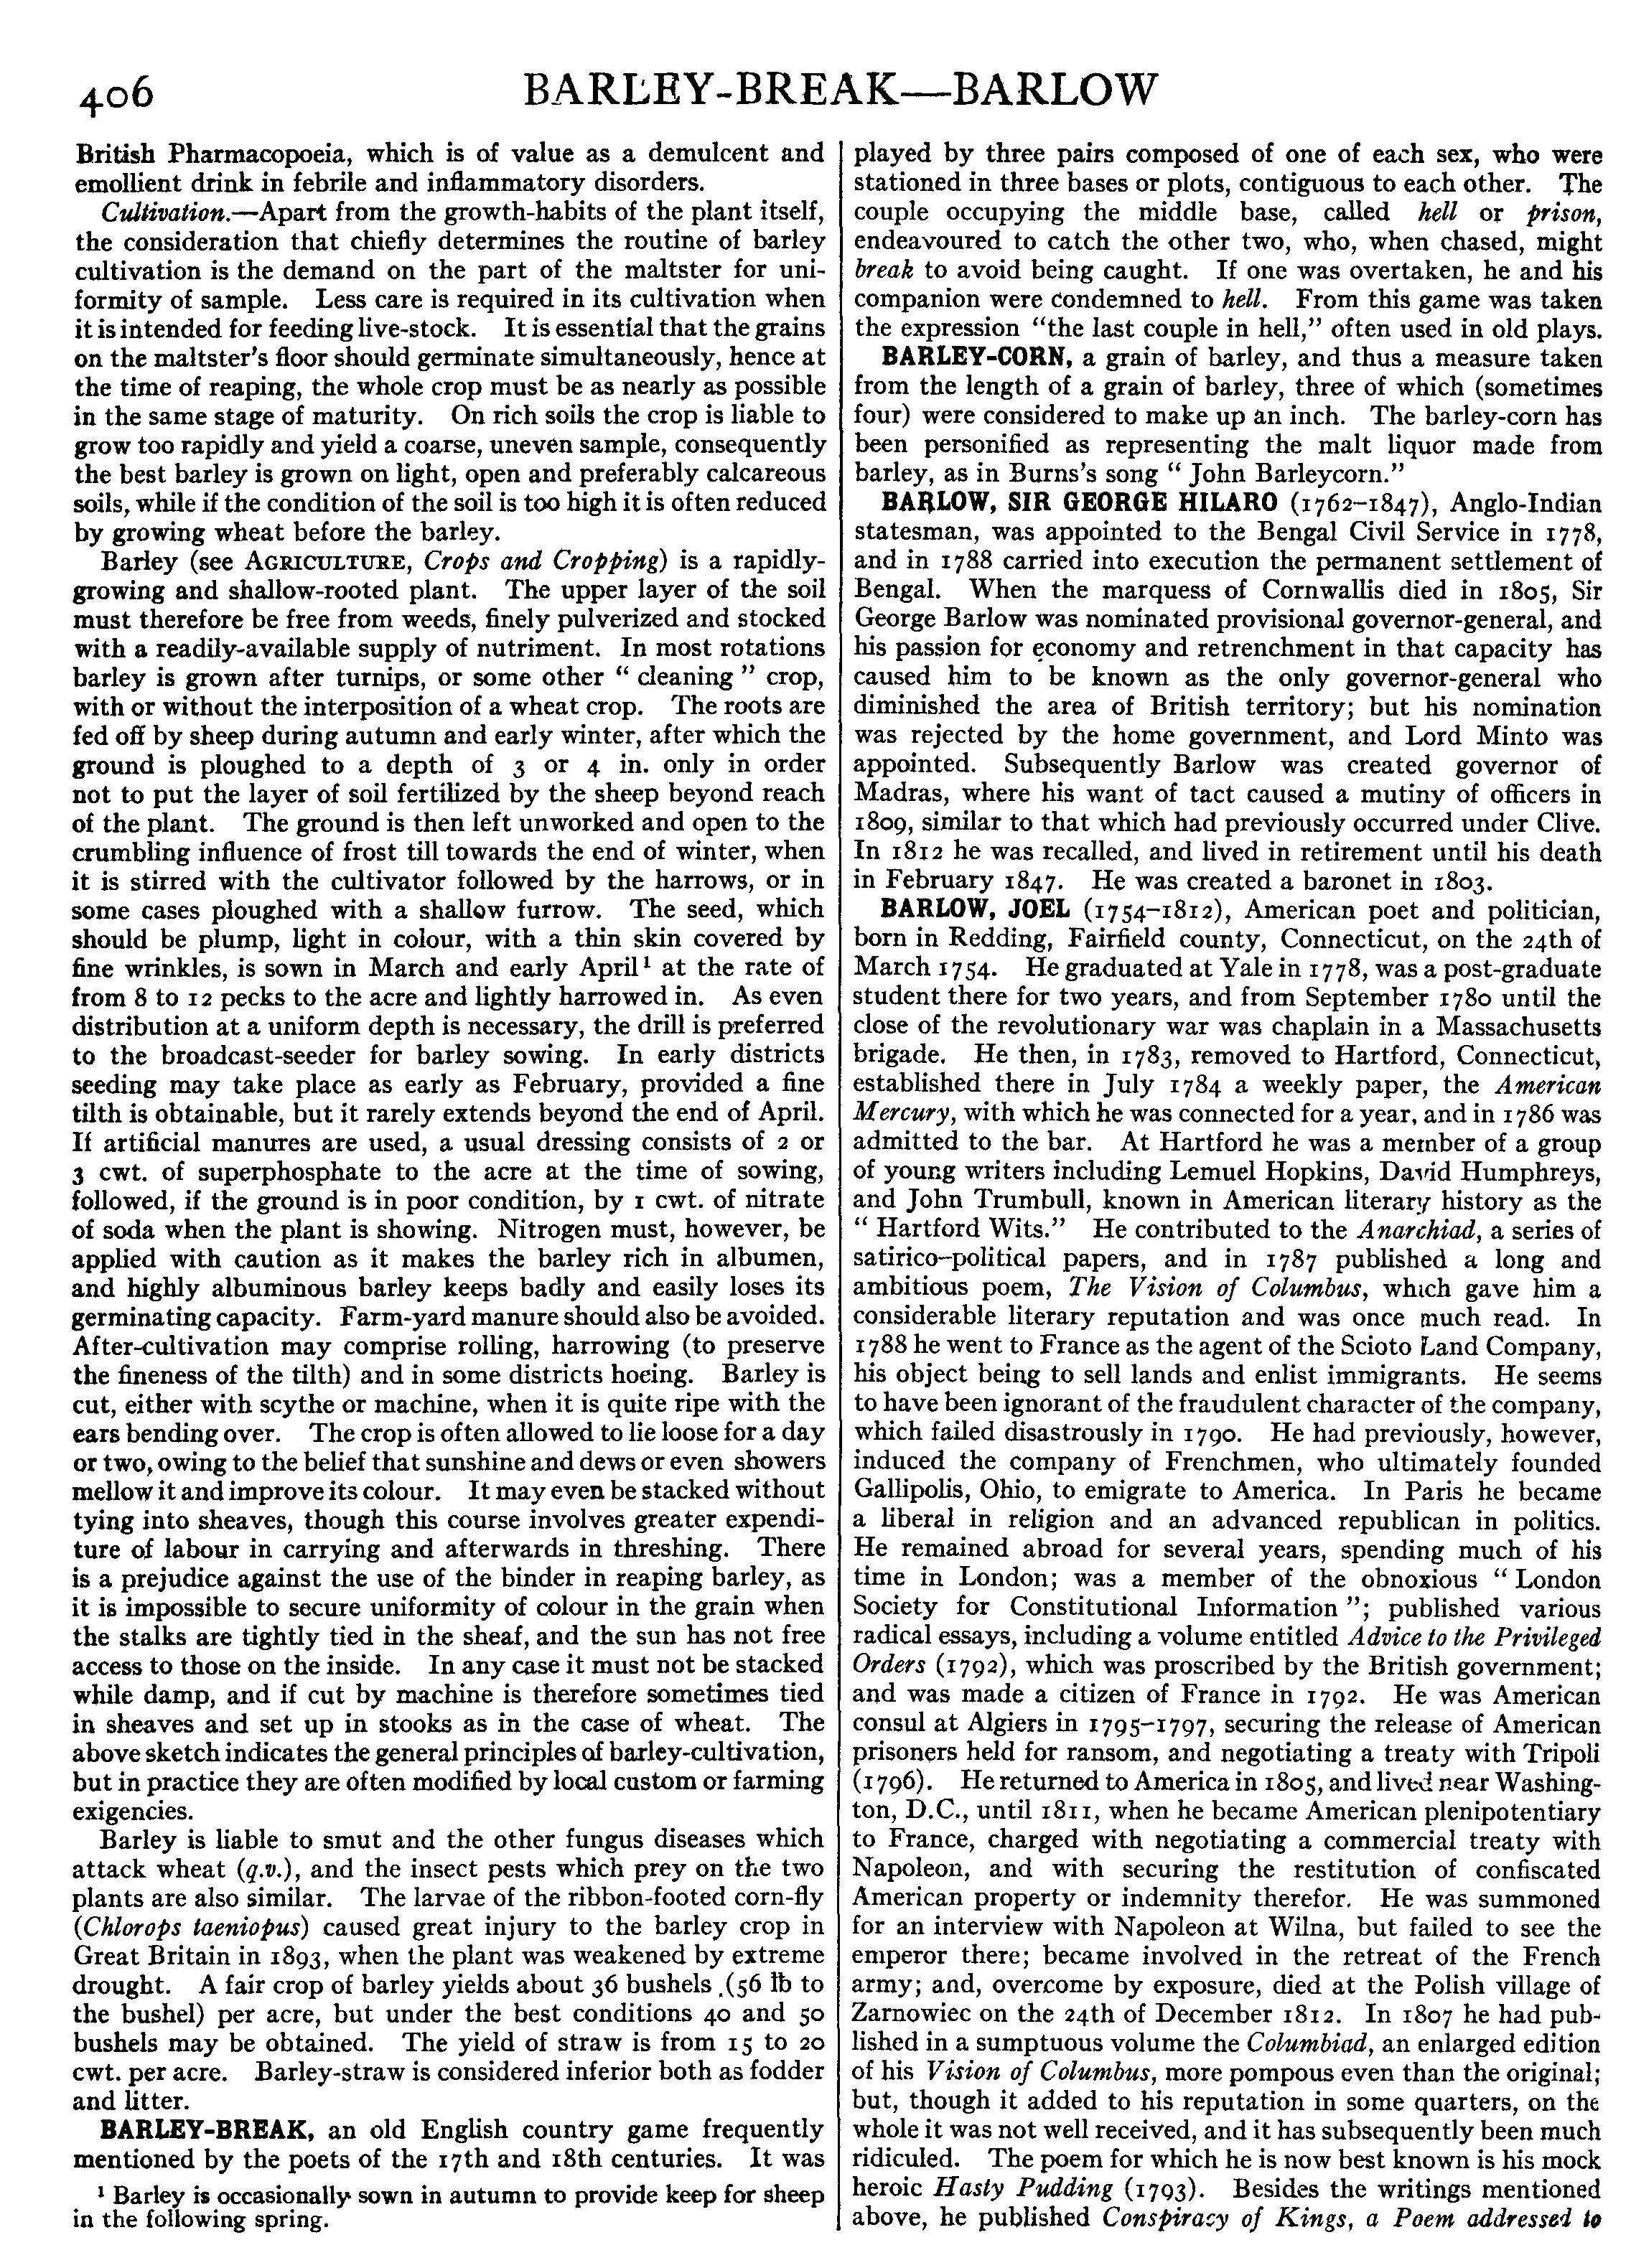 406
BARLEY-BREAK—BARLOW
British Pharmacopoeia, which is of value as a demulcent and
emollient drink in febrile and inflammatory disorders.
Cultivation.—Apart from the growth-habits of the plant itself,
the consideration that chiefly determines the routine of barley
cultivation is the demand on the part of the maltster for uni-
formity of sample. Less care is required in its cultivation when
it is intended for feeding live-stock. It is essential that the grains
on the maltster's floor should germinate simultaneously, hence at
the time of reaping, the whole crop must be as nearly as possible
in the same stage of maturity. On rich soils the crop is liable to
grow too rapidly and yield a coarse, uneven sample, consequently
the best barley is grown on light, open and preferably calcareous
soils, while if the condition of the soil is too high it is often reduced
by growing wheat before the barley.
Barley (see AGRICULTURE, Crops and Cropping) is a rapidly-
growing and shallow-rooted plant. The upper layer of the soil
must therefore be free from weeds, finely pulverized and stocked
with a readily-available supply of nutriment. In most rotations
barley is grown after turnips, or some other " cleaning " crop,
with or without the interposition of a wheat crop. The roots are
fed off by sheep during autumn and early winter, after which the
ground is ploughed to a depth of 3 or 4 in. only in order
not to put the layer of soil fertilized by the sheep beyond reach
of the plant. The ground is then left unworked and open to the
crumbling influence of frost till towards the end of winter, when
it is stirred with the cultivator followed by the harrows, or in
some cases ploughed with a shallow furrow. The seed, which
should be plump, light in colour, with a thin skin covered by
fine wrinkles, is sown in March and early April¹ at the rate of
from 8 to 12 pecks to the acre and lightly harrowed in. As even
distribution at a uniform depth is necessary, the drill is preferred
to the broadcast-seeder for barley sowing. In early districts
seeding may take place as early as February, provided a fine
tilth is obtainable, but it rarely extends beyond the end of April.
If artificial manures are used, a usual dressing consists of 2 or
3 cwt. of superphosphate to the acre at the time of sowing,
followed, if the ground is in poor condition, by 1 cwt. of nitrate
of soda when the plant is showing. Nitrogen must, however, be
applied with caution as it makes the barley rich in albumen,
and highly albuminous barley keeps badly and easily loses its
germinating capacity. Farm-yard manure should also be avoided.
After-cultivation may comprise rolling, harrowing (to preserve
the fineness of the tilth) and in some districts hoeing. Barley is
cut, either with scythe or machine, when it is quite ripe with the
ears bending over. The crop is often allowed to lie loose for a day
or two, owing to the belief that sunshine and dews or even showers
mellow it and improve its colour. It may even be stacked without
tying into sheaves, though this course involves greater expendi-
ture of labour in carrying and afterwards in threshing. There
is a prejudice against the use of the binder in reaping barley, as
it is impossible to secure uniformity of colour in the grain when
the stalks are tightly tied in the sheaf, and the sun has not free
access to those on the inside. In any case it must not be stacked
while damp, and if cut by machine is therefore sometimes tied
in sheaves and set up in stooks as in the case of wheat. The
above sketch indicates the general principles of barley-cultivation,
but in practice they are often modified by local custom or farming
exigencies.
Barley is liable to smut and the other fungus diseases which
attack wheat (q.v.), and the insect pests which prey on the two
plants are also similar. The larvae of the ribbon-footed corn-fly
(Chlorops taeniopus) caused great injury to the barley crop in
Great Britain in 1893, when the plant was weakened by extreme
drought. A fair crop of barley yields about 36 bushels (56 ℔ to
the bushel) per acre, but under the best conditions 40 and 50
bushels may be obtained. The yield of straw is from 15 to 20
cwt. per acre. Barley-straw is considered inferior both as fodder
and litter.
BARLEY-BREAK, an old English country game frequently
mentioned by the poets of the 17th and 18th centuries. It was
¹ Barley is occasionally sown in autumn to provide keep for sheep
in the following spring.
played by three pairs composed of one of each sex, who were
stationed in three bases or plots, contiguous to each other. The
couple occupying the middle base, called hell or prison,
endeavoured to catch the other two, who, when chased, might
break to avoid being caught. If one was overtaken, he and his
companion were condemned to hell. From this game was taken
the expression "the last couple in hell," often used in old plays.
BARLEY-CORN, a grain of barley, and thus a measure taken
from the length of a grain of barley, three of which (sometimes
four) were considered to make up an inch. The barley-corn has
been personified as representing the malt liquor made from
barley, as in Burns's song " John Barleycorn."
BARLOW, SIR GEORGE HILARO (1762-1847), Anglo-Indian
statesman, was appointed to the Bengal Civil Service in 1778,
and in 1788 carried into execution the permanent settlement of
Bengal. When the marquess of Cornwallis died in 1805, Sir
George Barlow was nominated provisional governor-general, and
his passion for economy and retrenchment in that capacity has
caused him to be known as the only governor-general who
diminished the area of British territory; but his nomination
was rejected by the home government, and Lord Minto was
appointed. Subsequently Barlow was created governor of
Madras, where his want of tact caused a mutiny of officers in
1809, similar to that which had previously occurred under Clive.
In 1812 he was recalled, and lived in retirement until his death
in February 1847. He was created a baronet in 1803.
BARLOW, JOEL (1754-1812), American poet and politician,
born in Redding, Fairfield county, Connecticut, on the 24th of
March 1754. He graduated at Yale in 1778, was a post-graduate
student there for two years, and from September 1780 until the
close of the revolutionary war was chaplain in a Massachusetts
brigade. He then, in 1783, removed to Hartford, Connecticut,
established there in July 1784 a weekly paper, the American
Mercury, with which he was connected for a year, and in 1786 was
admitted to the bar. At Hartford he was a member of a group
of young writers including Lemuel Hopkins, David Humphreys,
and John Trumbull, known in American literary history as the
" Hartford Wits." He contributed to the Anarchiad, a series of
satirico-political papers, and in 1787 published a long and
ambitious poem, The Vision of Columbus, which gave him a
considerable literary reputation and was once much read. In
1788 he went to France as the agent of the Scioto Land Company,
his object being to sell lands and enlist immigrants. He seems
to have been ignorant of the fraudulent character of the company,
which failed disastrously in 1790. He had previously, however,
induced the company of Frenchmen, who ultimately founded
Gallipolis, Ohio, to emigrate to America. In Paris he became
a liberal in religion and an advanced republican in politics.
He remained abroad for several years, spending much of his
time in London; was a member of the obnoxious " London
Society for Constitutional Information "; published various
radical essays, including a volume entitled Advice to the Privileged
Orders (1792), which was proscribed by the British government;
and was made a citizen of France in 1792. He was American
consul at Algiers in 1795-1797, securing the release of American
prisoners held for ransom, and negotiating a treaty with Tripoli
(1796). He returned to America in 1805, and lived near Washing-
ton, D.C., until 1811, when he became American plenipotentiary
to France, charged with negotiating a commercial treaty with
Napoleon, and with securing the restitution of confiscated
American property or indemnity therefor. He was summoned
for an interview with Napoleon at Wilna, but failed to see the
emperor there; became involved in the retreat of the French
army; and, overcome by exposure, died at the Polish village of
Zarnowiec on the 24th of December 1812. In 1807 he had pub-
lished in a sumptuous volume the Columbiad, an enlarged edition
of his Vision of Columbus, more pompous even than the original;
but, though it added to his reputation in some quarters, on the
whole it was not well received, and it has subsequently been much
ridiculed. The poem for which he is now best known is his mock
heroic Hasty Pudding (1793). Besides the writings mentioned
above, he published Conspiracy of Kings, a Poem addressed to